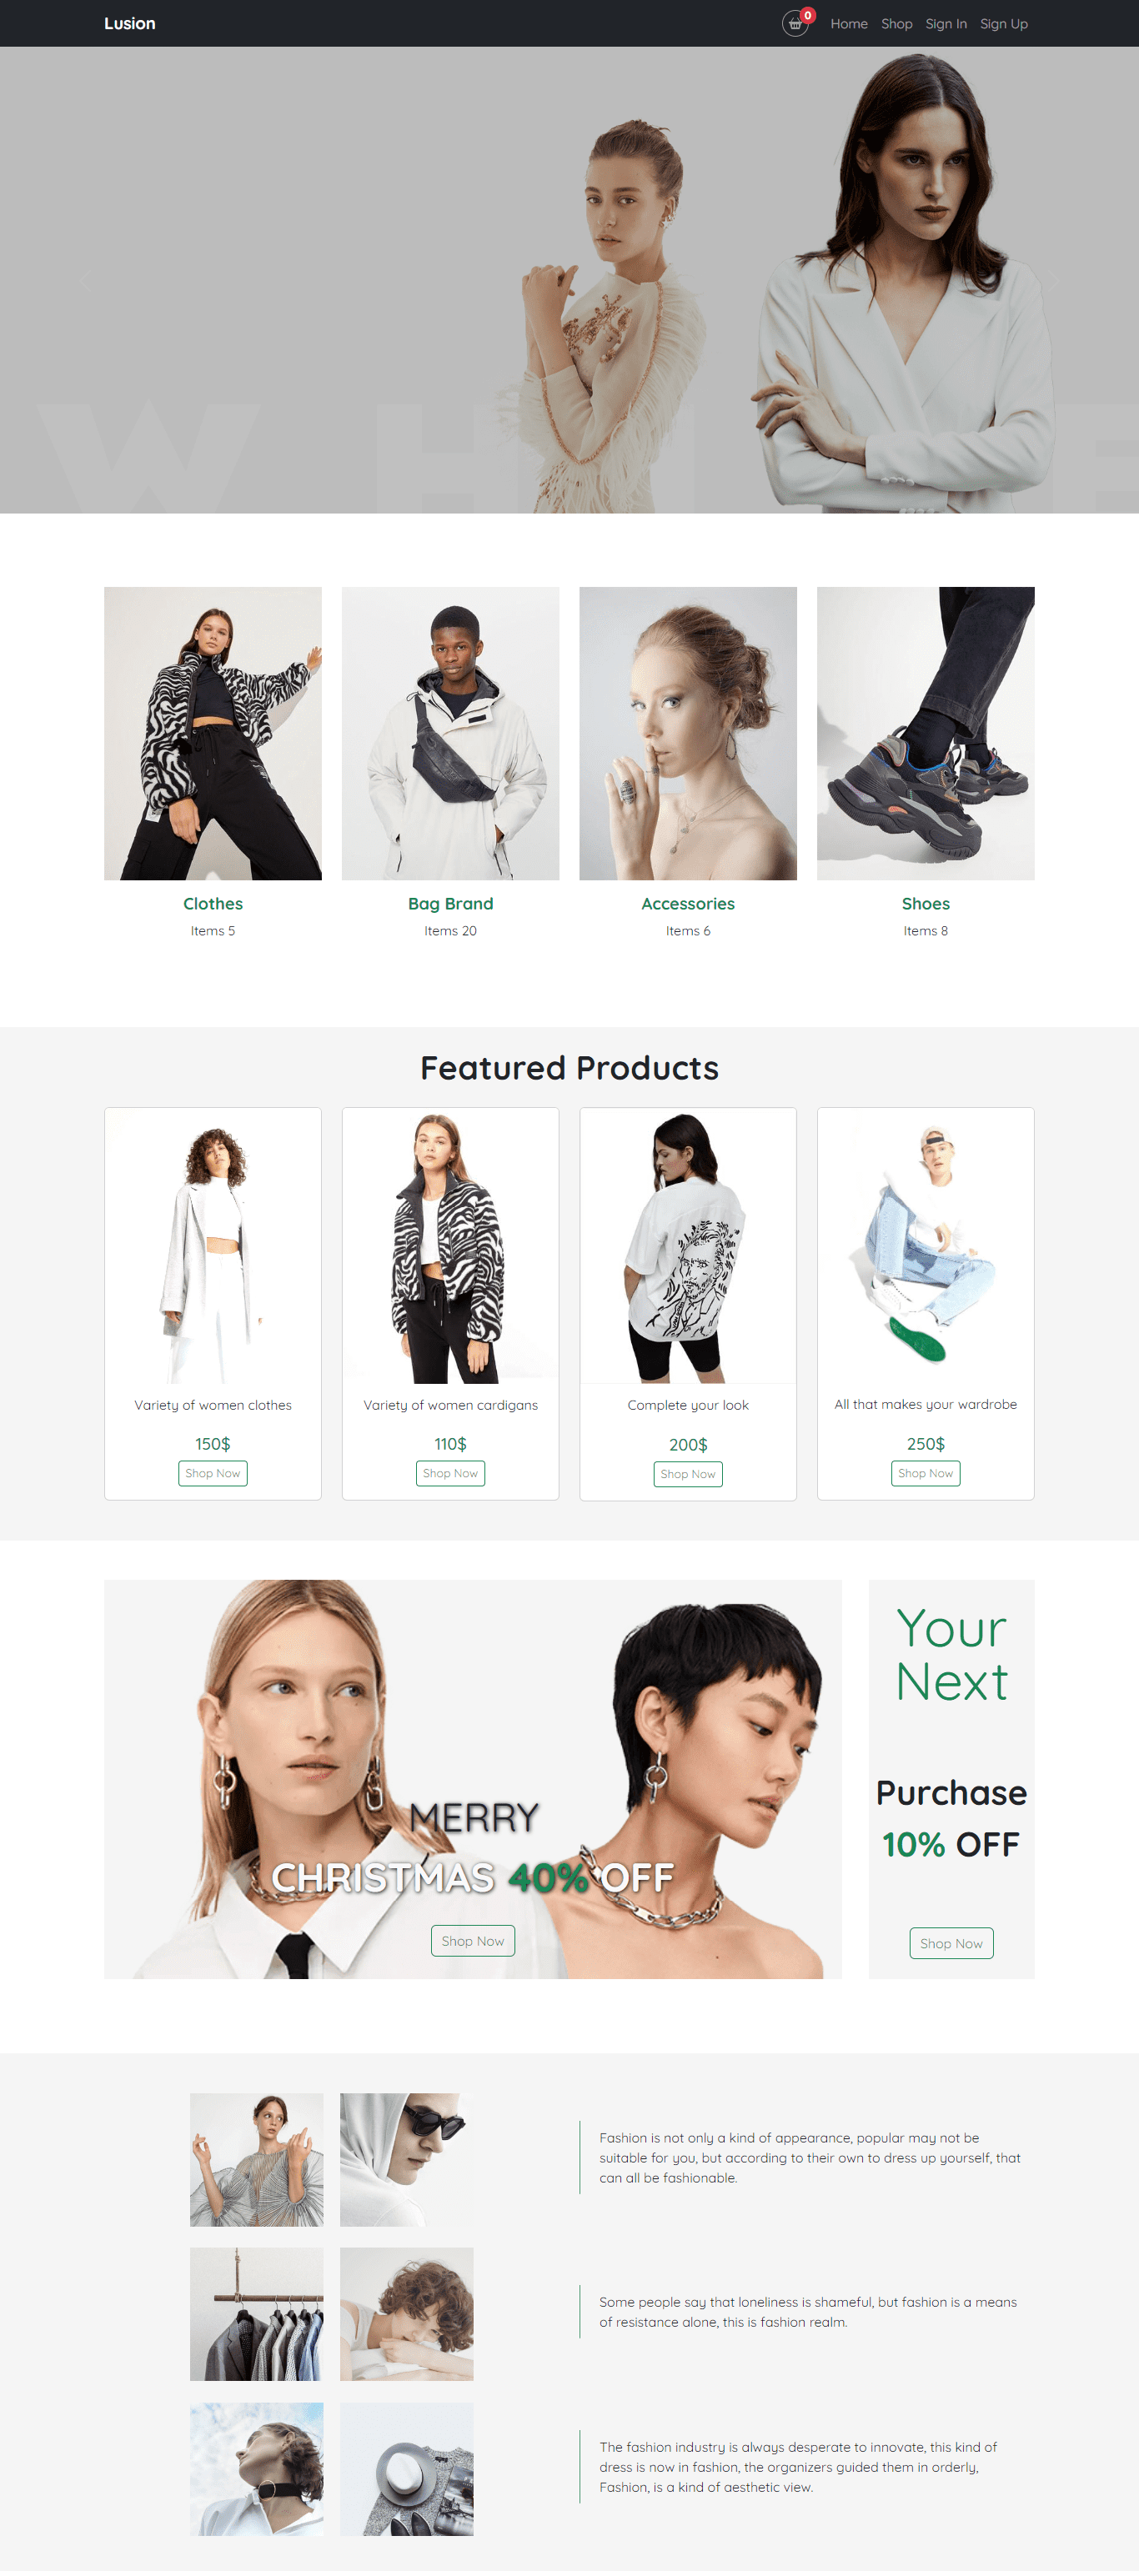 Lusion
0
Home Shop Sign In Sign Up
WHITE
Clothes
Items 5
Bag Brand
Items 20
Accessories
Items 6
Shoes
Items 8
Featured Products
Variety of women clothes
150$
Shop Now
Variety of women cardigans
110$
Shop Now
Complete your look
200$
Shop Now
All that makes your wardrobe
250$
Shop Now
MERRY
CHRISTMAS 40% OFF
Shop Now
Your
Next
Purchase
10% OFF
Shop Now
Fashion is not only a kind of appearance, popular may not be
suitable for you, but according to their own to dress up yourself, that
can all be fashionable.
Some people say that loneliness is shameful, but fashion is a means
of resistance alone, this is fashion realm.
The fashion industry is always desperate to innovate, this kind of
dress is now in fashion, the organizers guided them in orderly,
Fashion, is a kind of aesthetic view.